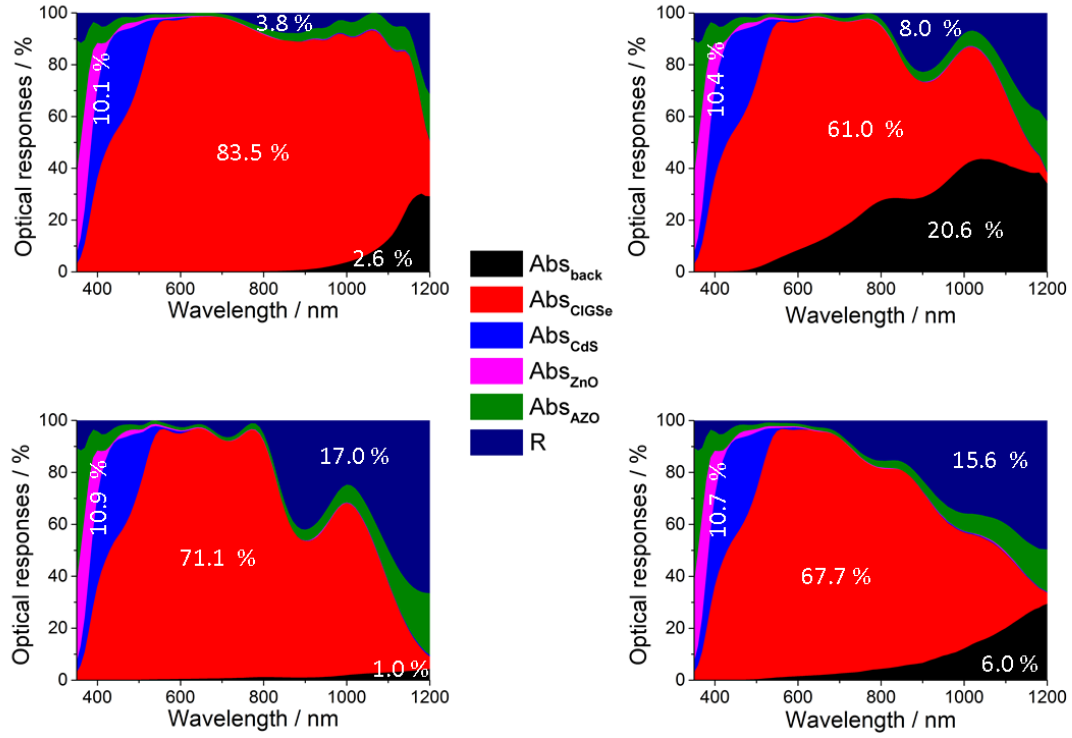 Optical responses / %
100
80
60
40
20
0
3.8 %
10.1 %
83.5 %
2.6 %
400 600 800 1000 1200
Wavelength / nm
Optical responses / %
100
80
60
40
20
0
8.0 %
10.4 %
61.0 %
20.6 %
400 600 800 1000 1200
Wavelength / nm
Abs_back
Abs_CIGSe
Abs_CdS
Abs_ZnO
Abs_AZO
R
Optical responses / %
100
80
60
40
20
0
17.0 %
10.9 %
71.1 %
1.0 %
400 600 800 1000 1200
Wavelength / nm
Optical responses / %
100
80
60
40
20
0
15.6 %
10.7 %
67.7 %
6.0 %
400 600 800 1000 1200
Wavelength / nm